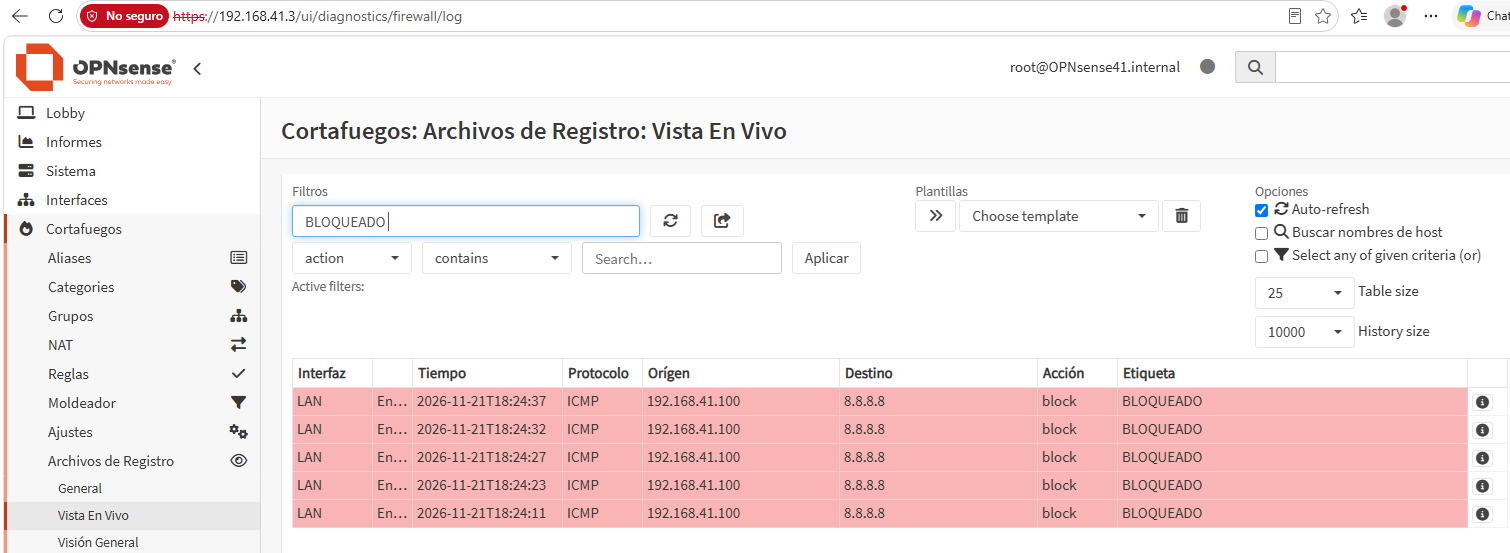 No seguro https://192.168.41.3/ui/diagnostics/firewall/log Chat
OPNsense®
Securing networks made easy
root@OPNsense41.internal
Lobby
Informes
Sistema
Interfaces
Cortafuegos
Aliases
Categories
Grupos
NAT
Reglas
Moldeador
Ajustes
Archivos de Registro
General
Vista En Vivo
Visión General
Cortafuegos: Archivos de Registro: Vista En Vivo
Filtros
BLOQUEADO
action contains Search... Aplicar
Active filters:
Plantillas
Choose template
Opciones
Auto-refresh
Buscar nombres de host
Select any of given criteria (or)
25 Table size
10000 History size
Interfaz Tiempo Protocolo Orígen Destino Acción Etiqueta
LAN En... 2026-11-21T18:24:37 ICMP 192.168.41.100 8.8.8.8 block BLOQUEADO
LAN En... 2026-11-21T18:24:32 ICMP 192.168.41.100 8.8.8.8 block BLOQUEADO
LAN En... 2026-11-21T18:24:27 ICMP 192.168.41.100 8.8.8.8 block BLOQUEADO
LAN En... 2026-11-21T18:24:23 ICMP 192.168.41.100 8.8.8.8 block BLOQUEADO
LAN En... 2026-11-21T18:24:11 ICMP 192.168.41.100 8.8.8.8 block BLOQUEADO